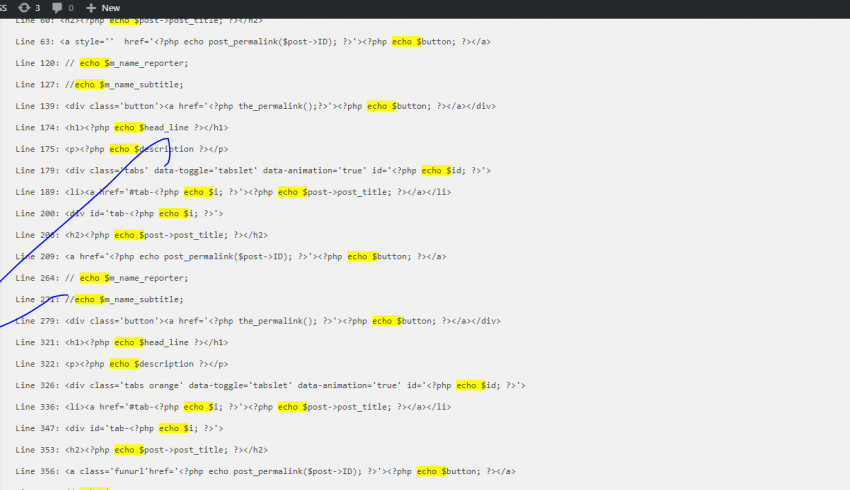 SS 3 0 New
Line 60: <h2><?php echo $post->post_title; ?></h2>
Line 63: <a style='' href='<?php echo post_permalink($post->ID); ?>'><?php echo $button; ?></a>
Line 120: // echo $m_name_reporter;
Line 127: //echo $m_name_subtitle;
Line 139: <div class='button'><a href='<?php the_permalink();?>'><?php echo $button; ?></a></div>
Line 174: <h1><?php echo $head_line ?></h1>
Line 175: <p><?php echo $description ?></p>
Line 179: <div class='tabs' data-toggle='tabslet' data-animation='true' id='<?php echo $id; ?>'>
Line 189: <li><a href='#tab-<?php echo $i; ?>'><?php echo $post->post_title; ?></a></li>
Line 200: <div id='tab-<?php echo $i; ?>'>
Line 206: <h2><?php echo $post->post_title; ?></h2>
Line 209: <a href='<?php echo post_permalink($post->ID); ?>'><?php echo $button; ?></a>
Line 264: // echo $m_name_reporter;
Line 271: //echo $m_name_subtitle;
Line 279: <div class='button'><a href='<?php the_permalink(); ?>'><?php echo $button; ?></a></div>
Line 321: <h1><?php echo $head_line ?></h1>
Line 322: <p><?php echo $description ?></p>
Line 326: <div class='tabs orange' data-toggle='tabslet' data-animation='true' id='<?php echo $id; ?>'>
Line 336: <li><a href='#tab-<?php echo $i; ?>'><?php echo $post->post_title; ?></a></li>
Line 347: <div id='tab-<?php echo $i; ?>'>
Line 353: <h2><?php echo $post->post_title; ?></h2>
Line 356: <a class='funurl'href='<?php echo post_permalink($post->ID); ?>'><?php echo $button; ?></a>